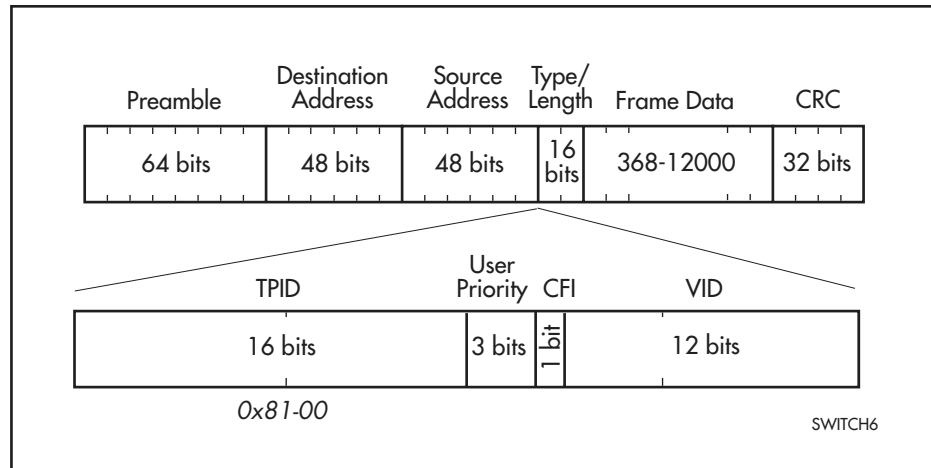 Preamble
Destination
Address
Source
Address
Type/
Length
Frame Data
CRC
64 bits
48 bits
48 bits
16
bits
368-12000
32 bits
TPID
User
Priority
CFI
VID
16 bits
3 bits
1 bit
12 bits
0x81-00
SWITCH6